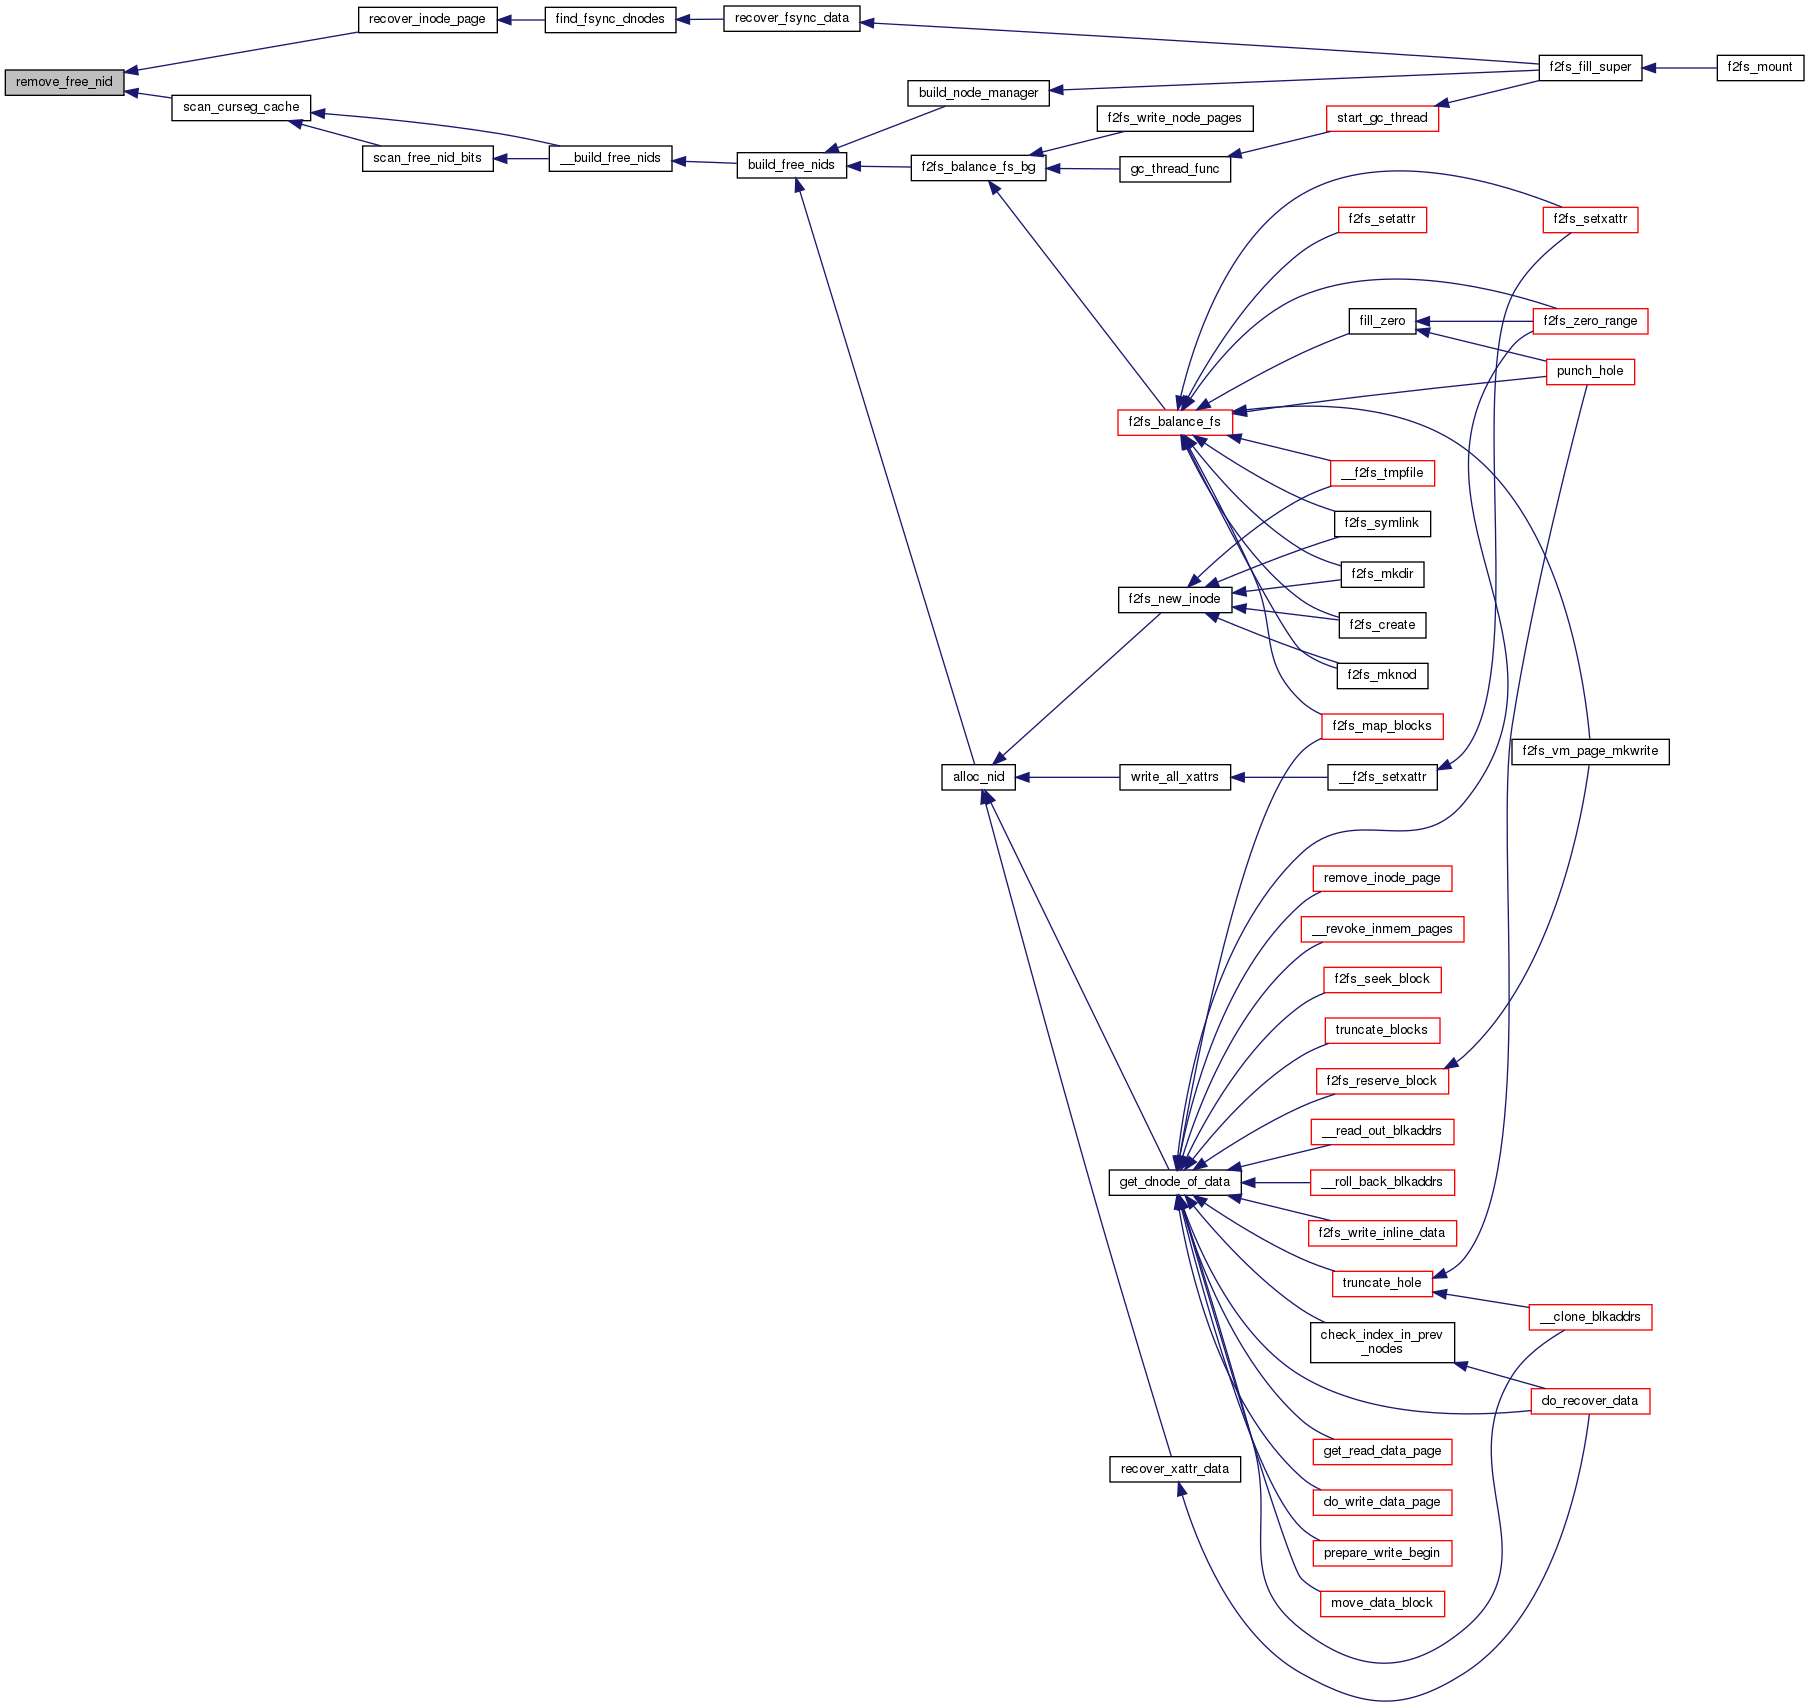 recover_inode_page
find_fsync_dnodes
recover_fsync_data
f2fs_fill_super
f2fs_mount
remove_free_nid
scan_curseg_cache
build_node_manager
f2fs_write_node_pages
start_gc_thread
scan_free_nid_bits
__build_free_nids
build_free_nids
f2fs_balance_fs_bg
gc_thread_func
f2fs_setattr
f2fs_setxattr
fill_zero
f2fs_zero_range
punch_hole
f2fs_balance_fs
__f2fs_tmpfile
f2fs_symlink
f2fs_mkdir
f2fs_new_inode
f2fs_create
f2fs_mknod
f2fs_map_blocks
f2fs_vm_page_mkwrite
alloc_nid
write_all_xattrs
__f2fs_setxattr
remove_inode_page
__revoke_inmem_pages
f2fs_seek_block
truncate_blocks
f2fs_reserve_block
__read_out_blkaddrs
get_dnode_of_data
__roll_back_blkaddrs
f2fs_write_inline_data
truncate_hole
__clone_blkaddrs
check_index_in_prev
_nodes
do_recover_data
get_read_data_page
recover_xattr_data
do_write_data_page
prepare_write_begin
move_data_block